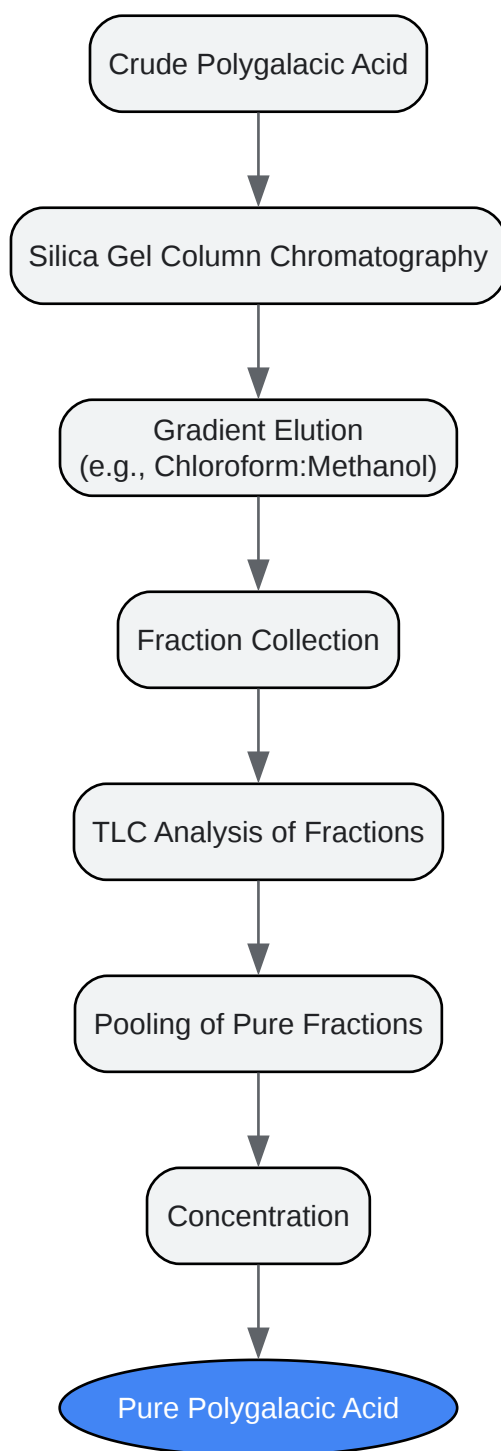 Crude Polygalacic Acid
Silica Gel Column Chromatography
Gradient Elution
(e.g., Chloroform:Methanol)
Fraction Collection
TLC Analysis of Fractions
Pooling of Pure Fractions
Concentration
Pure Polygalacic Acid